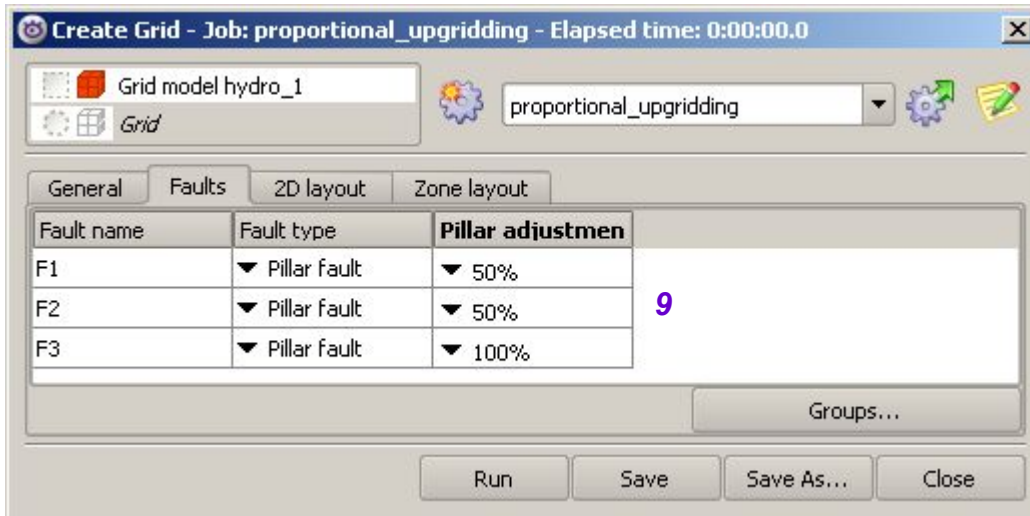 Create Grid - Job: proportional_upgridding - Elapsed time: 0:00:00.0
Grid model hydro_1
Grid
proportional_upgridding
General Faults 2D layout Zone layout
Fault name Fault type Pillar adjustmen
F1 Pillar fault 50%
F2 Pillar fault 50%
9
F3 Pillar fault 100%
Groups...
Run Save Save As... Close